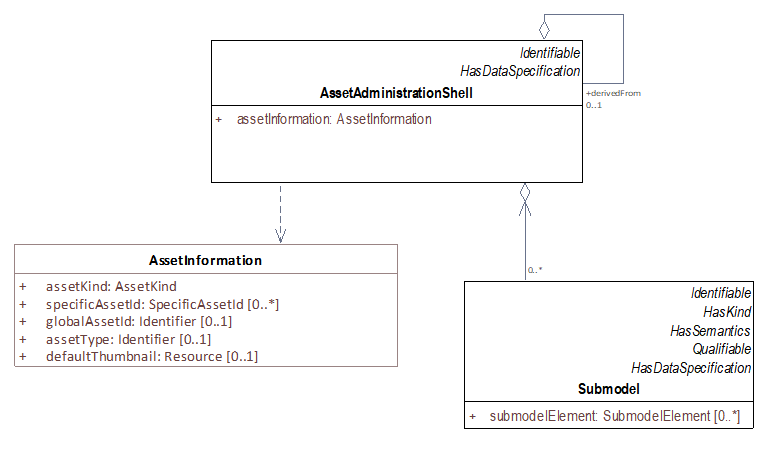 Identifiable
HasDataSpecification
AssetAdministrationShell
+ assetInformation: AssetInformation
+derivedFrom
0..1
0..*
AssetInformation
+ assetKind: AssetKind
+ specificAssetId: SpecificAssetId [0..*]
+ globalAssetId: Identifier [0..1]
+ assetType: Identifier [0..1]
+ defaultThumbnail: Resource [0..1]
Identifiable
HasKind
HasSemantics
Qualifiable
HasDataSpecification
Submodel
+ submodelElement: SubmodelElement [0..*]